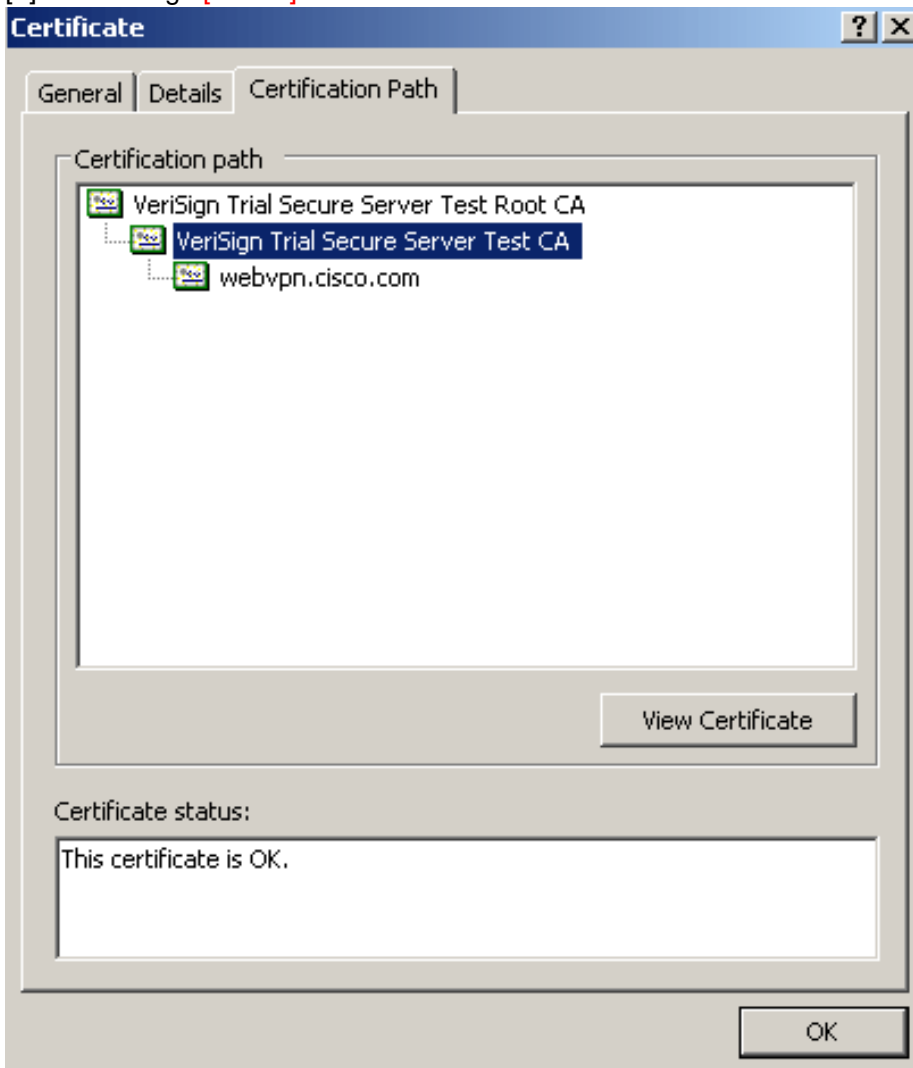 Certificate
General Details Certification Path
Certification path
VeriSign Trial Secure Server Test Root CA
VeriSign Trial Secure Server Test CA
webvpn.cisco.com
View Certificate
Certificate status:
This certificate is OK.
OK